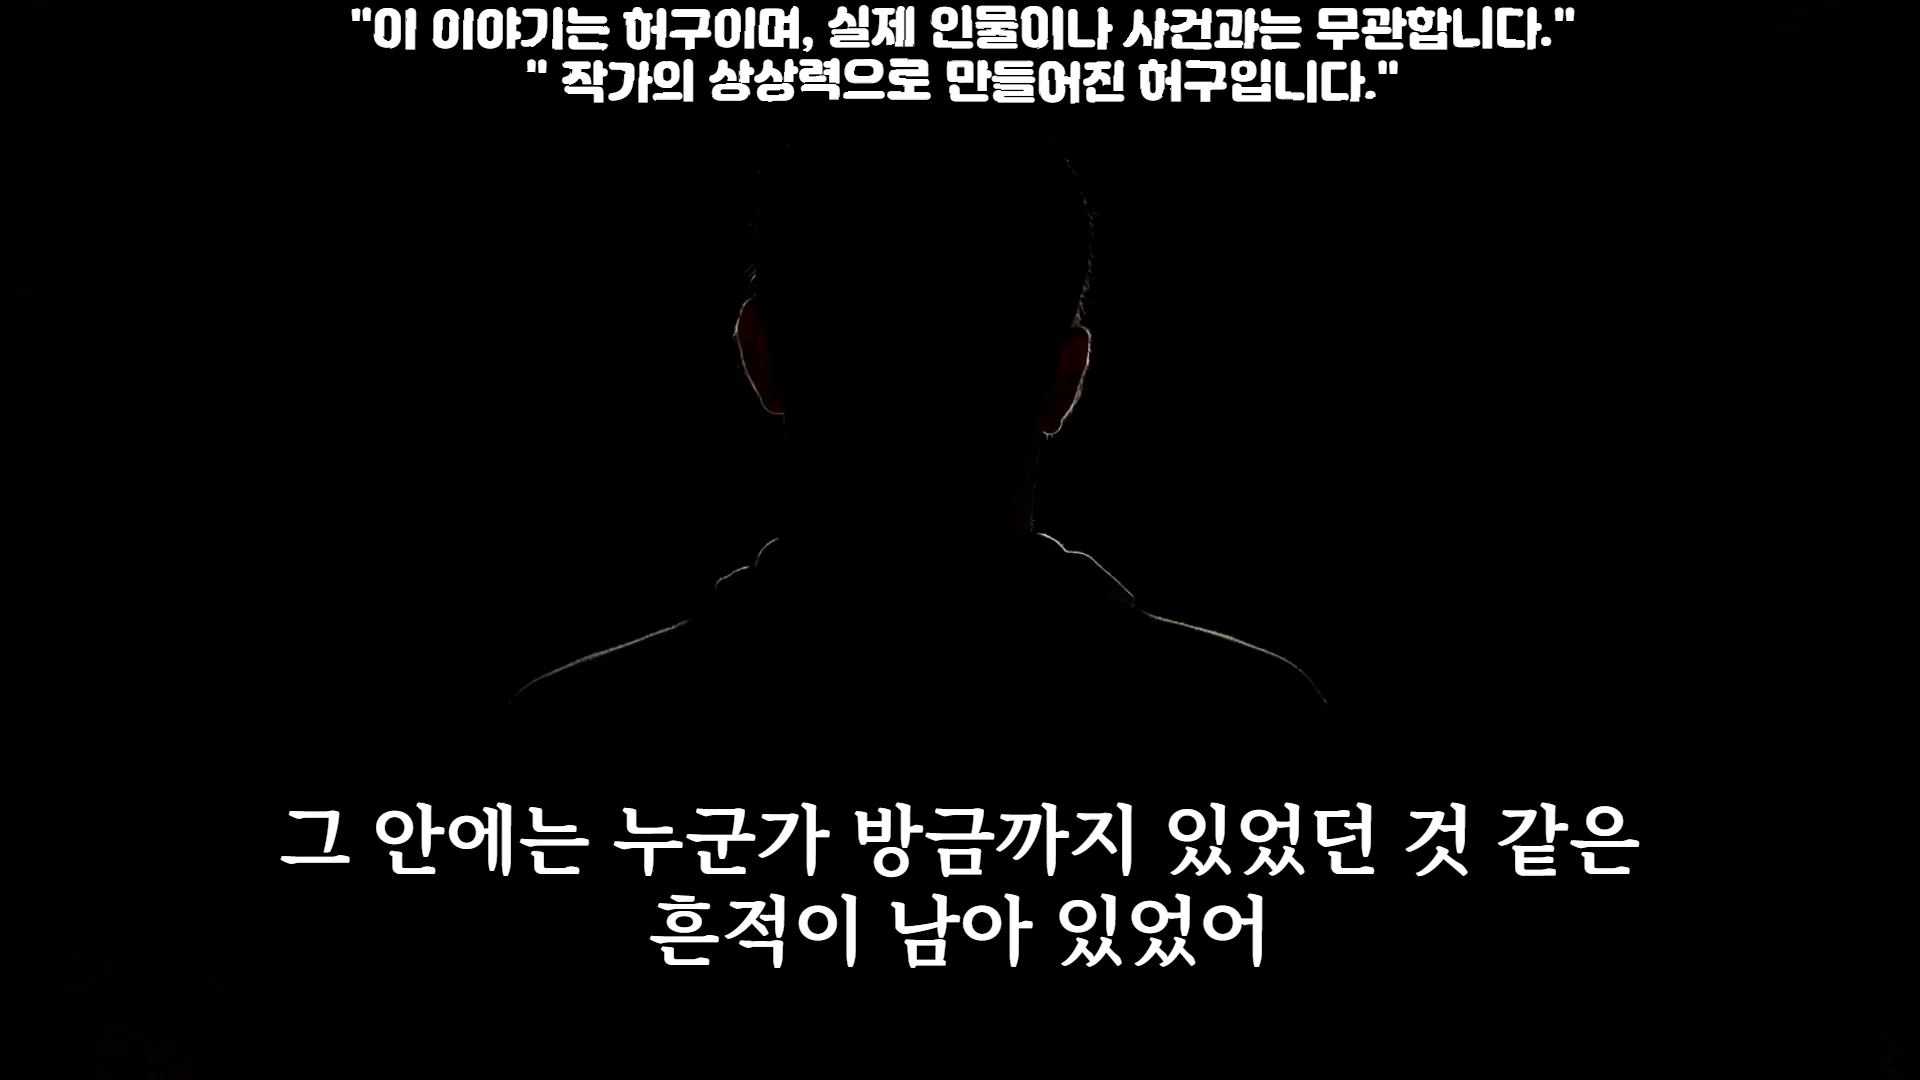 "이 이야기는 허구이며, 실제 인물이나 사건과는 무관합니다."
" 작가의 상상력으로 만들어진 허구입니다."
그 안에는 누군가 방금까지 있었던 것 같은
흔적이 남아 있었어